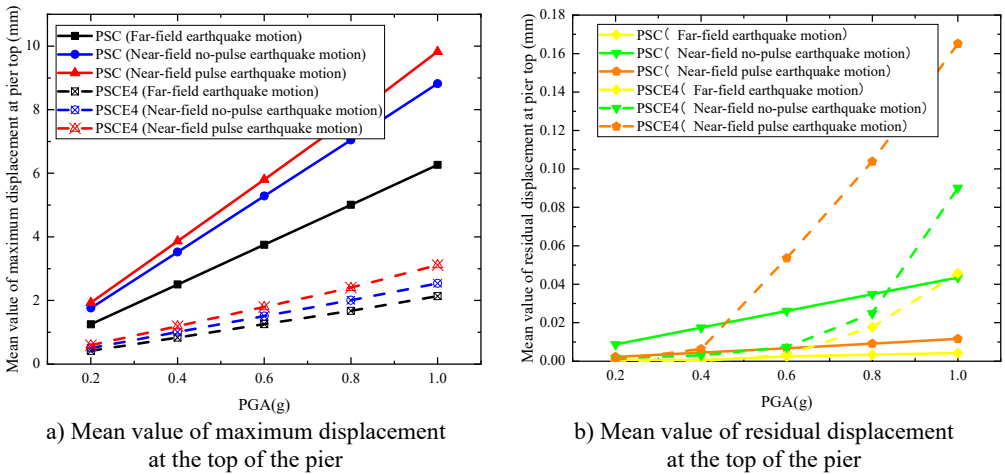 Mean value of maximum displacement at pier top (mm)
10
8
6
4
2
0
PSC (Far-field earthquake motion)
PSC (Near-field no-pulse earthquake motion)
PSC (Near-field pulse earthquake motion)
PSCE4 (Far-field earthquake motion)
PSCE4 (Near-field no-pulse earthquake motion)
PSCE4 (Near-field pulse earthquake motion)
0.2 0.4 0.6 0.8 1.0
PGA(g)
a) Mean value of maximum displacement
at the top of the pier
Mean value of residual displacement at pier top (mm)
0.18
0.16
0.14
0.12
0.10
0.08
0.06
0.04
0.02
0.00
PSC( Far-field earthquake motion)
PSC( Near-field no-pulse earthquake motion)
PSC( Near-field pulse earthquake motion)
PSCE4( Far-field earthquake motion)
PSCE4( Near-field no-pulse earthquake motion)
PSCE4( Near-field pulse earthquake motion)
0.2 0.4 0.6 0.8 1.0
PGA(g)
b) Mean value of residual displacement
at the top of the pier